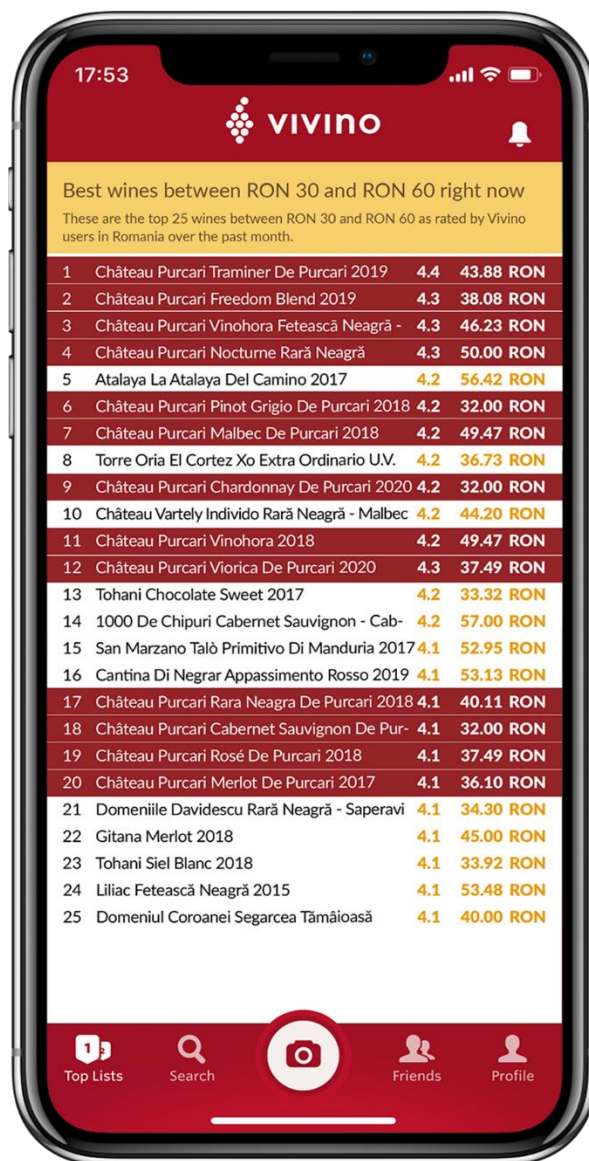 17:53
VIVINO
Best wines between RON 30 and RON 60 right now
These are the top 25 wines between RON 30 and RON 60 as rated by Vivino
users in Romania over the past month.
1 Château Purcari Traminer De Purcari 2019 4.4 43.88 RON
2 Château Purcari Freedom Blend 2019 4.3 38.08 RON
3 Château Purcari Vinohora Fetească Neagră - 4.3 46.23 RON
4 Château Purcari Nocturne Rară Neagră 4.3 50.00 RON
5 Atalaya La Atalaya Del Camino 2017 4.2 56.42 RON
6 Château Purcari Pinot Grigio De Purcari 2018 4.2 32.00 RON
7 Château Purcari Malbec De Purcari 2018 4.2 49.47 RON
8 Torre Oria El Cortez Xo Extra Ordinario U.V. 4.2 36.73 RON
9 Château Purcari Chardonnay De Purcari 2020 4.2 32.00 RON
10 Château Vartely Individo Rară Neagră - Malbec 4.2 44.20 RON
11 Château Purcari Vinohora 2018 4.2 49.47 RON
12 Château Purcari Viorica De Purcari 2020 4.3 37.49 RON
13 Tohani Chocolate Sweet 2017 4.2 33.32 RON
14 1000 De Chipuri Cabernet Sauvignon - Cab- 4.2 57.00 RON
15 San Marzano Talò Primitivo Di Manduria 2017 4.1 52.95 RON
16 Cantina Di Negrar Appassimento Rosso 2019 4.1 53.13 RON
17 Château Purcari Rara Neagra De Purcari 2018 4.1 40.11 RON
18 Château Purcari Cabernet Sauvignon De Pur- 4.1 32.00 RON
19 Château Purcari Rosé De Purcari 2018 4.1 37.49 RON
20 Château Purcari Merlot De Purcari 2017 4.1 36.10 RON
21 Domeniile Davidescu Rară Neagră - Saperavi 4.1 34.30 RON
22 Gitana Merlot 2018 4.1 45.00 RON
23 Tohani Siel Blanc 2018 4.1 33.92 RON
24 Liliac Fetească Neagră 2015 4.1 53.48 RON
25 Domeniul Coroanei Segarcea Tămâioasă 4.1 40.00 RON
1 2
Top Lists Search Friends Profile